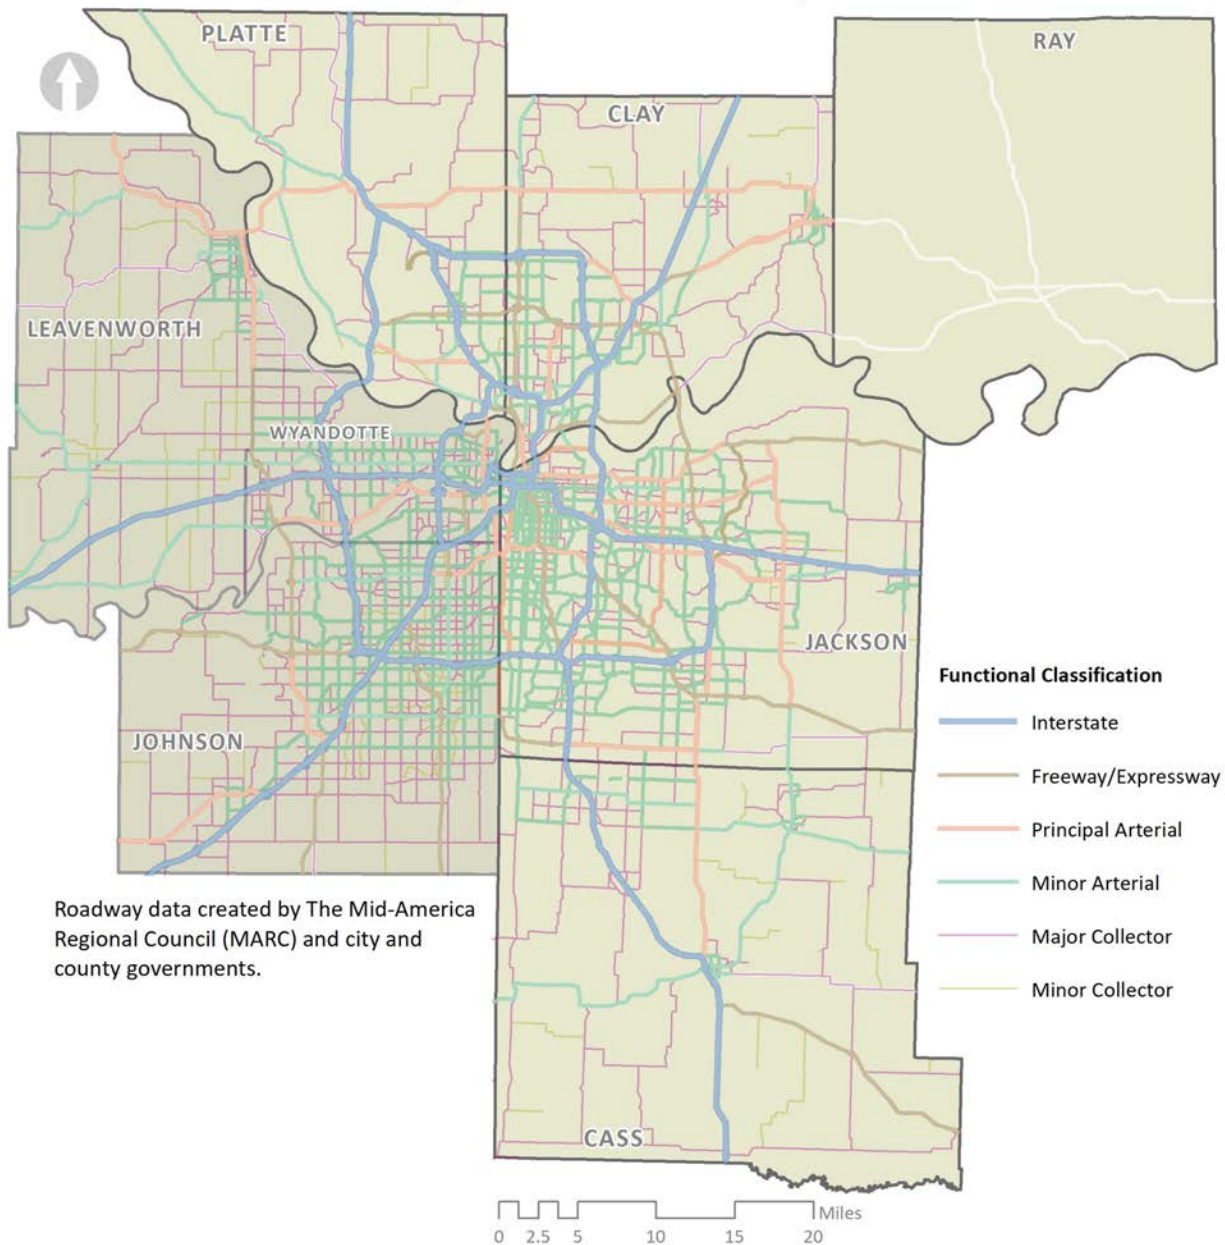 PLATTE
RAY
CLAY
LEAVENWORTH
WYANDOTTE
JACKSON
JOHNSON
Functional Classification
Interstate
Freeway/Expressway
Principal Arterial
Minor Arterial
Major Collector
Minor Collector
Roadway data created by The Mid-America
Regional Council (MARC) and city and
county governments.
CASS
Miles
0 2.5 5 10 15 20